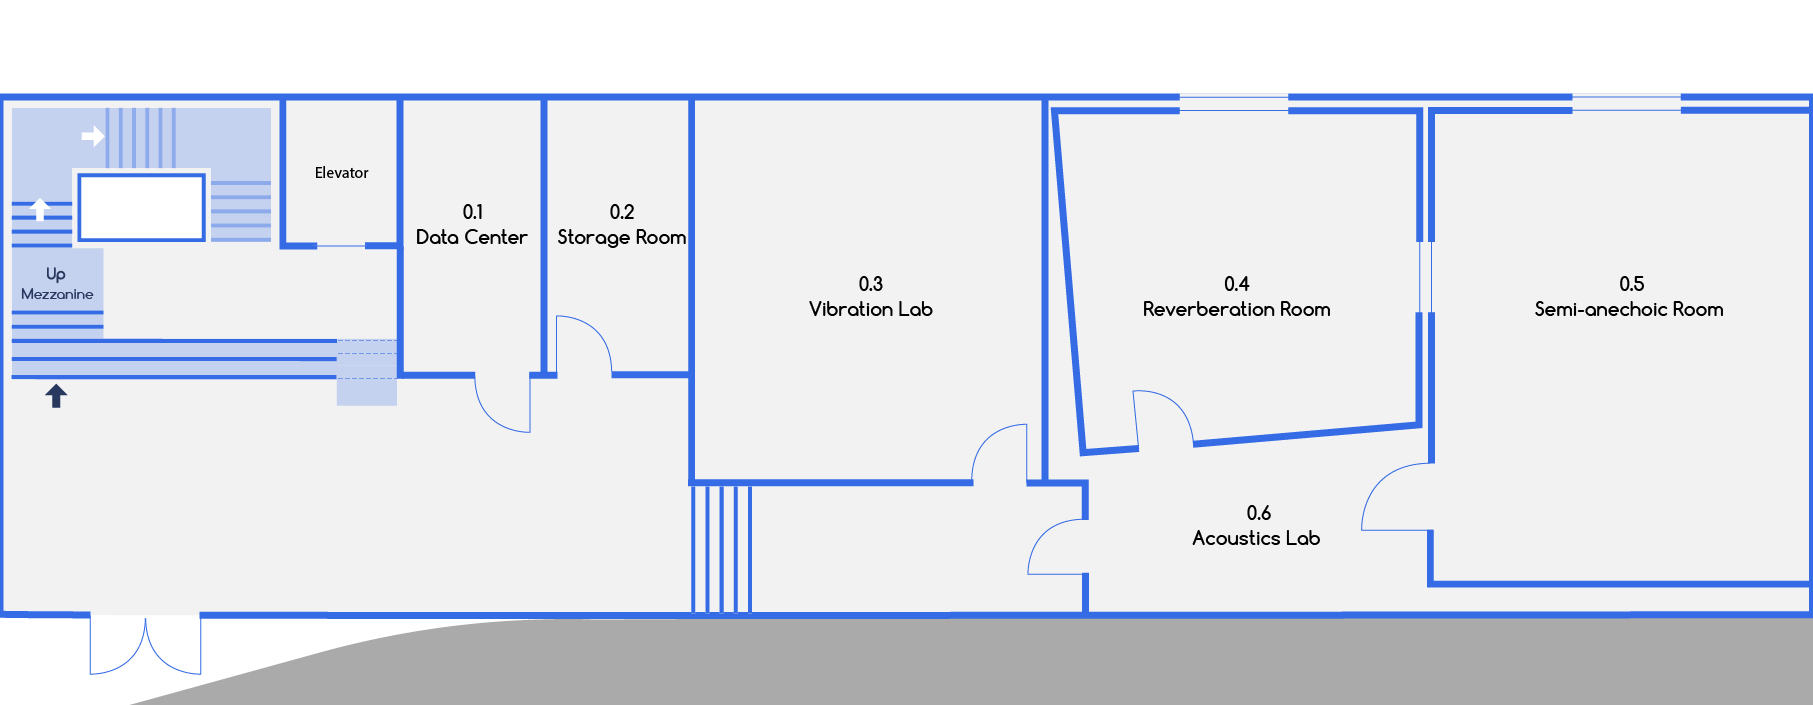 Elevator
0.1
Data Center
0.2
Storage Room
Up
Mezzanine
0.3
Vibration Lab
0.4
Reverberation Room
0.5
Semi-anechoic Room
0.6
Acoustics Lab